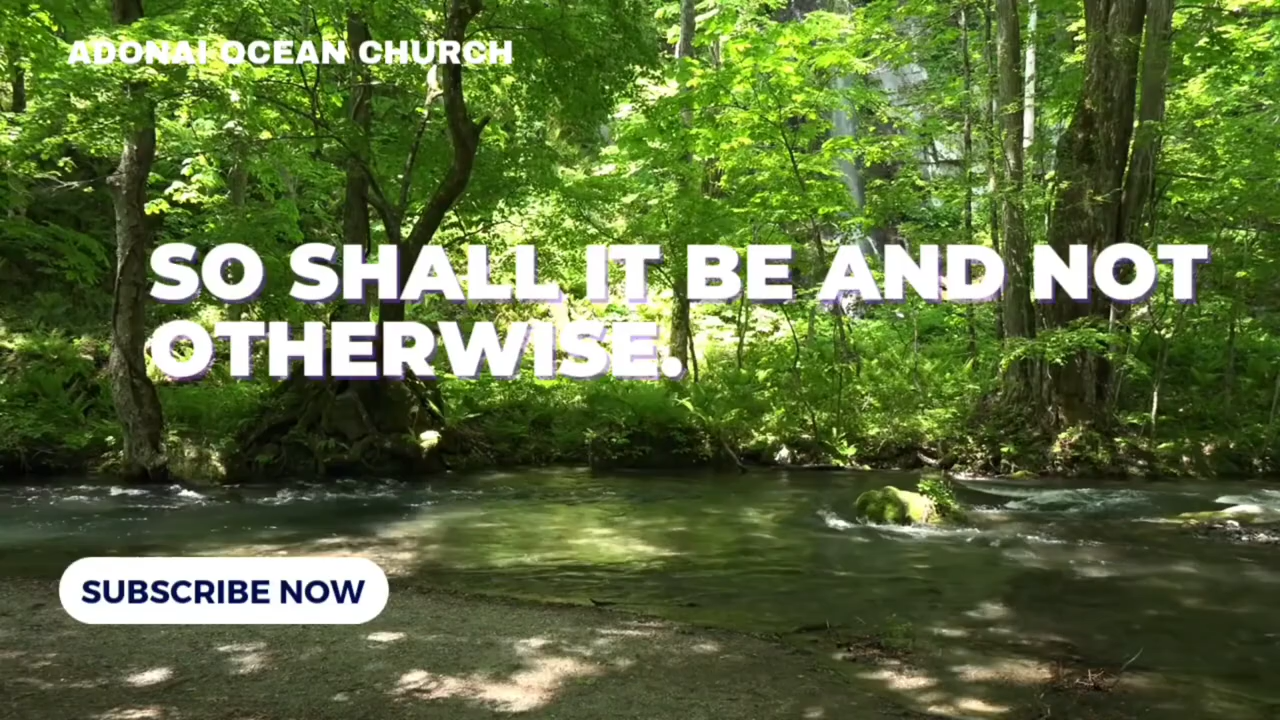 ADONAI OCEAN CHURCH
SO SHALL IT BE AND NOT
OTHERWISE.
SUBSCRIBE NOW